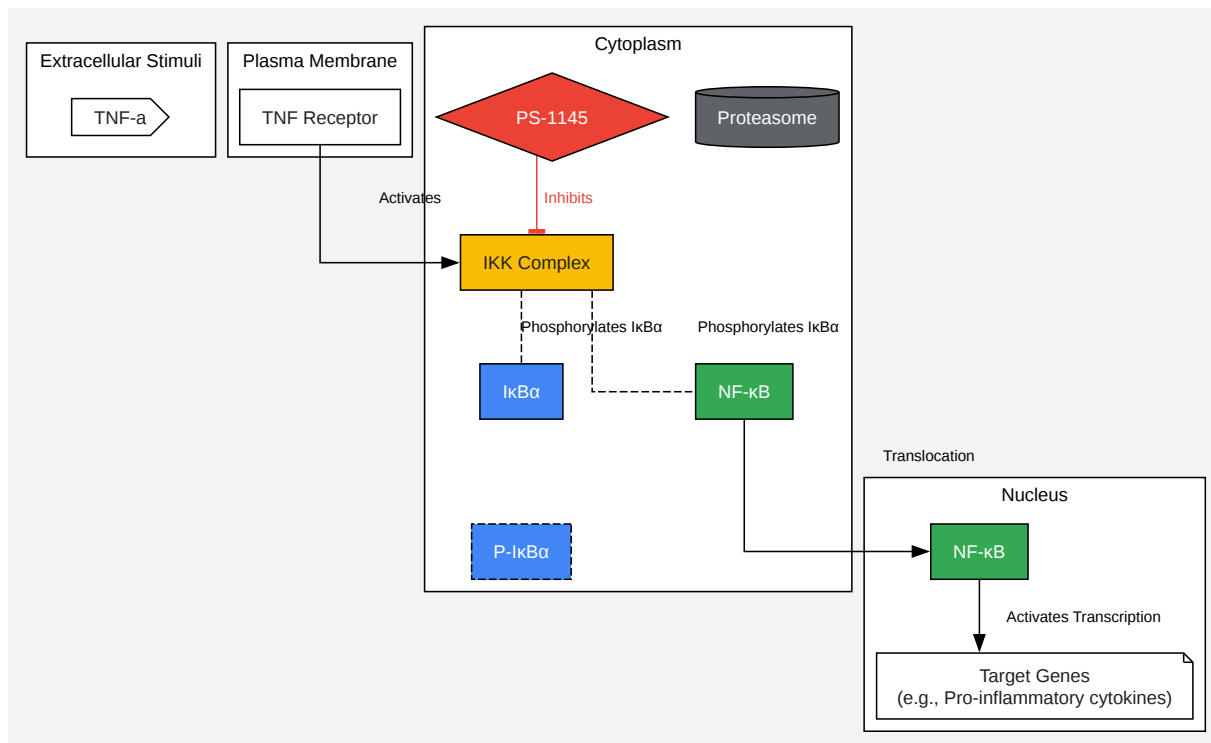 Cytoplasm
Extracellular Stimuli
Plasma Membrane
TNF-a
TNF Receptor
PS-1145
Proteasome
Activates
Inhibits
IKK Complex
Phosphorylates IκBα
Phosphorylates IκBα
IκBα
NF-κB
Translocation
Nucleus
P-IκBα
NF-κB
Activates Transcription
Target Genes
(e.g., Pro-inflammatory cytokines)